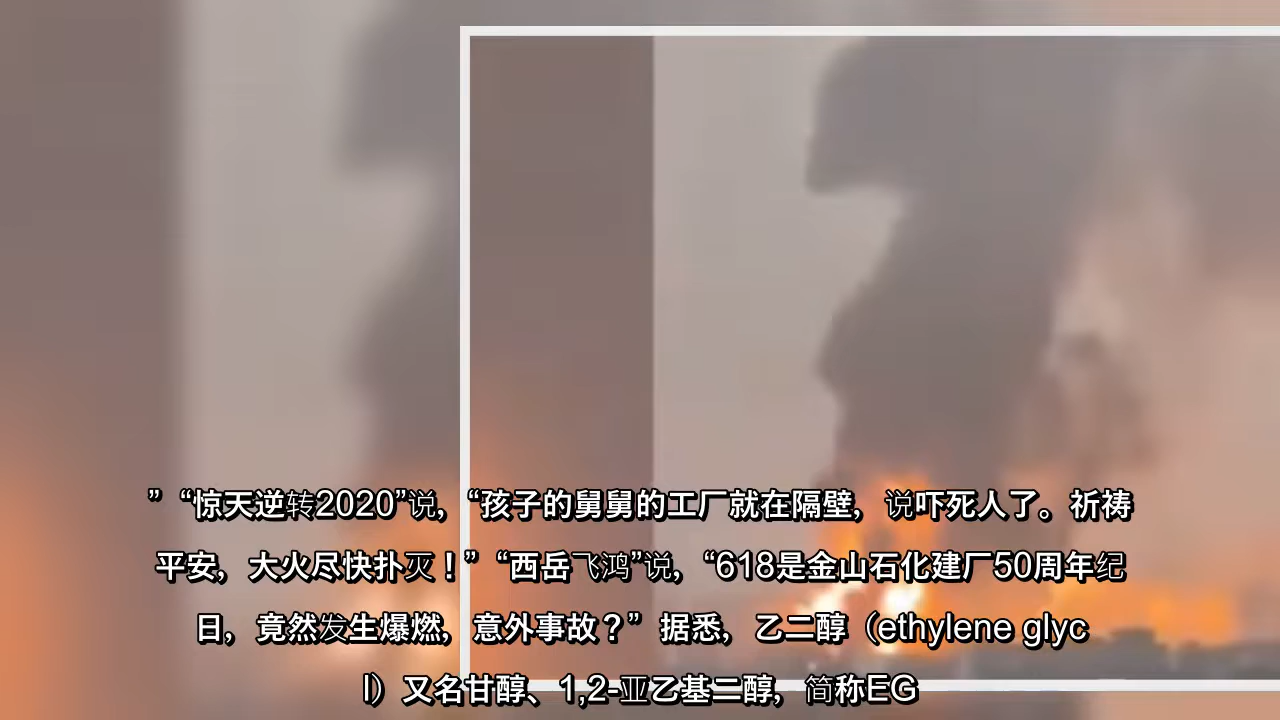 ”“惊天逆转2020”说，“孩子的舅舅的工厂就在隔壁，说吓死人了。祈祷
平安，大火尽快扑灭！”“西岳飞鸿”说，“618是金山石化建厂50周年纪
日，竟然发生爆燃，意外事故？”据悉，乙二醇（ethylene glyc
l）又名甘醇、1,2-亚乙基二醇，简称EG